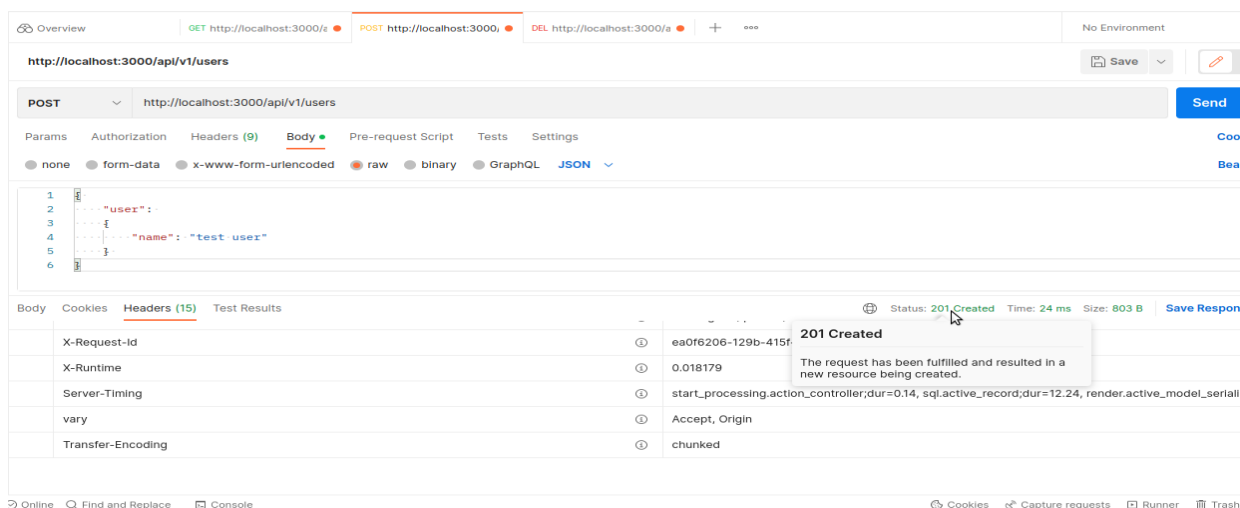 Overview GET http://localhost:3000/a POST http://localhost:3000/ DEL http://localhost:3000/a No Environment
http://localhost:3000/api/v1/users Save
POST http://localhost:3000/api/v1/users Send
Params Authorization Headers (9) Body Pre-request Script Tests Settings Coo
none form-data x-www-form-urlencoded raw binary GraphQL JSON Bea
1 {
2 "user":
3 {
4 "name": "test user"
5 }
6 }
Body Cookies Headers (15) Test Results Status: 201 Created Time: 24 ms Size: 803 B Save Respon
201 Created
The request has been fulfilled and resulted in a
new resource being created.
X-Request-Id ea0f6206-129b-415f
X-Runtime 0.018179
Server-Timing start_processing.action_controller;dur=0.14, sql.active_record;dur=12.24, render.active_model_seriali
vary Accept, Origin
Transfer-Encoding chunked
Online Find and Replace Console Cookies Capture requests Runner Trash